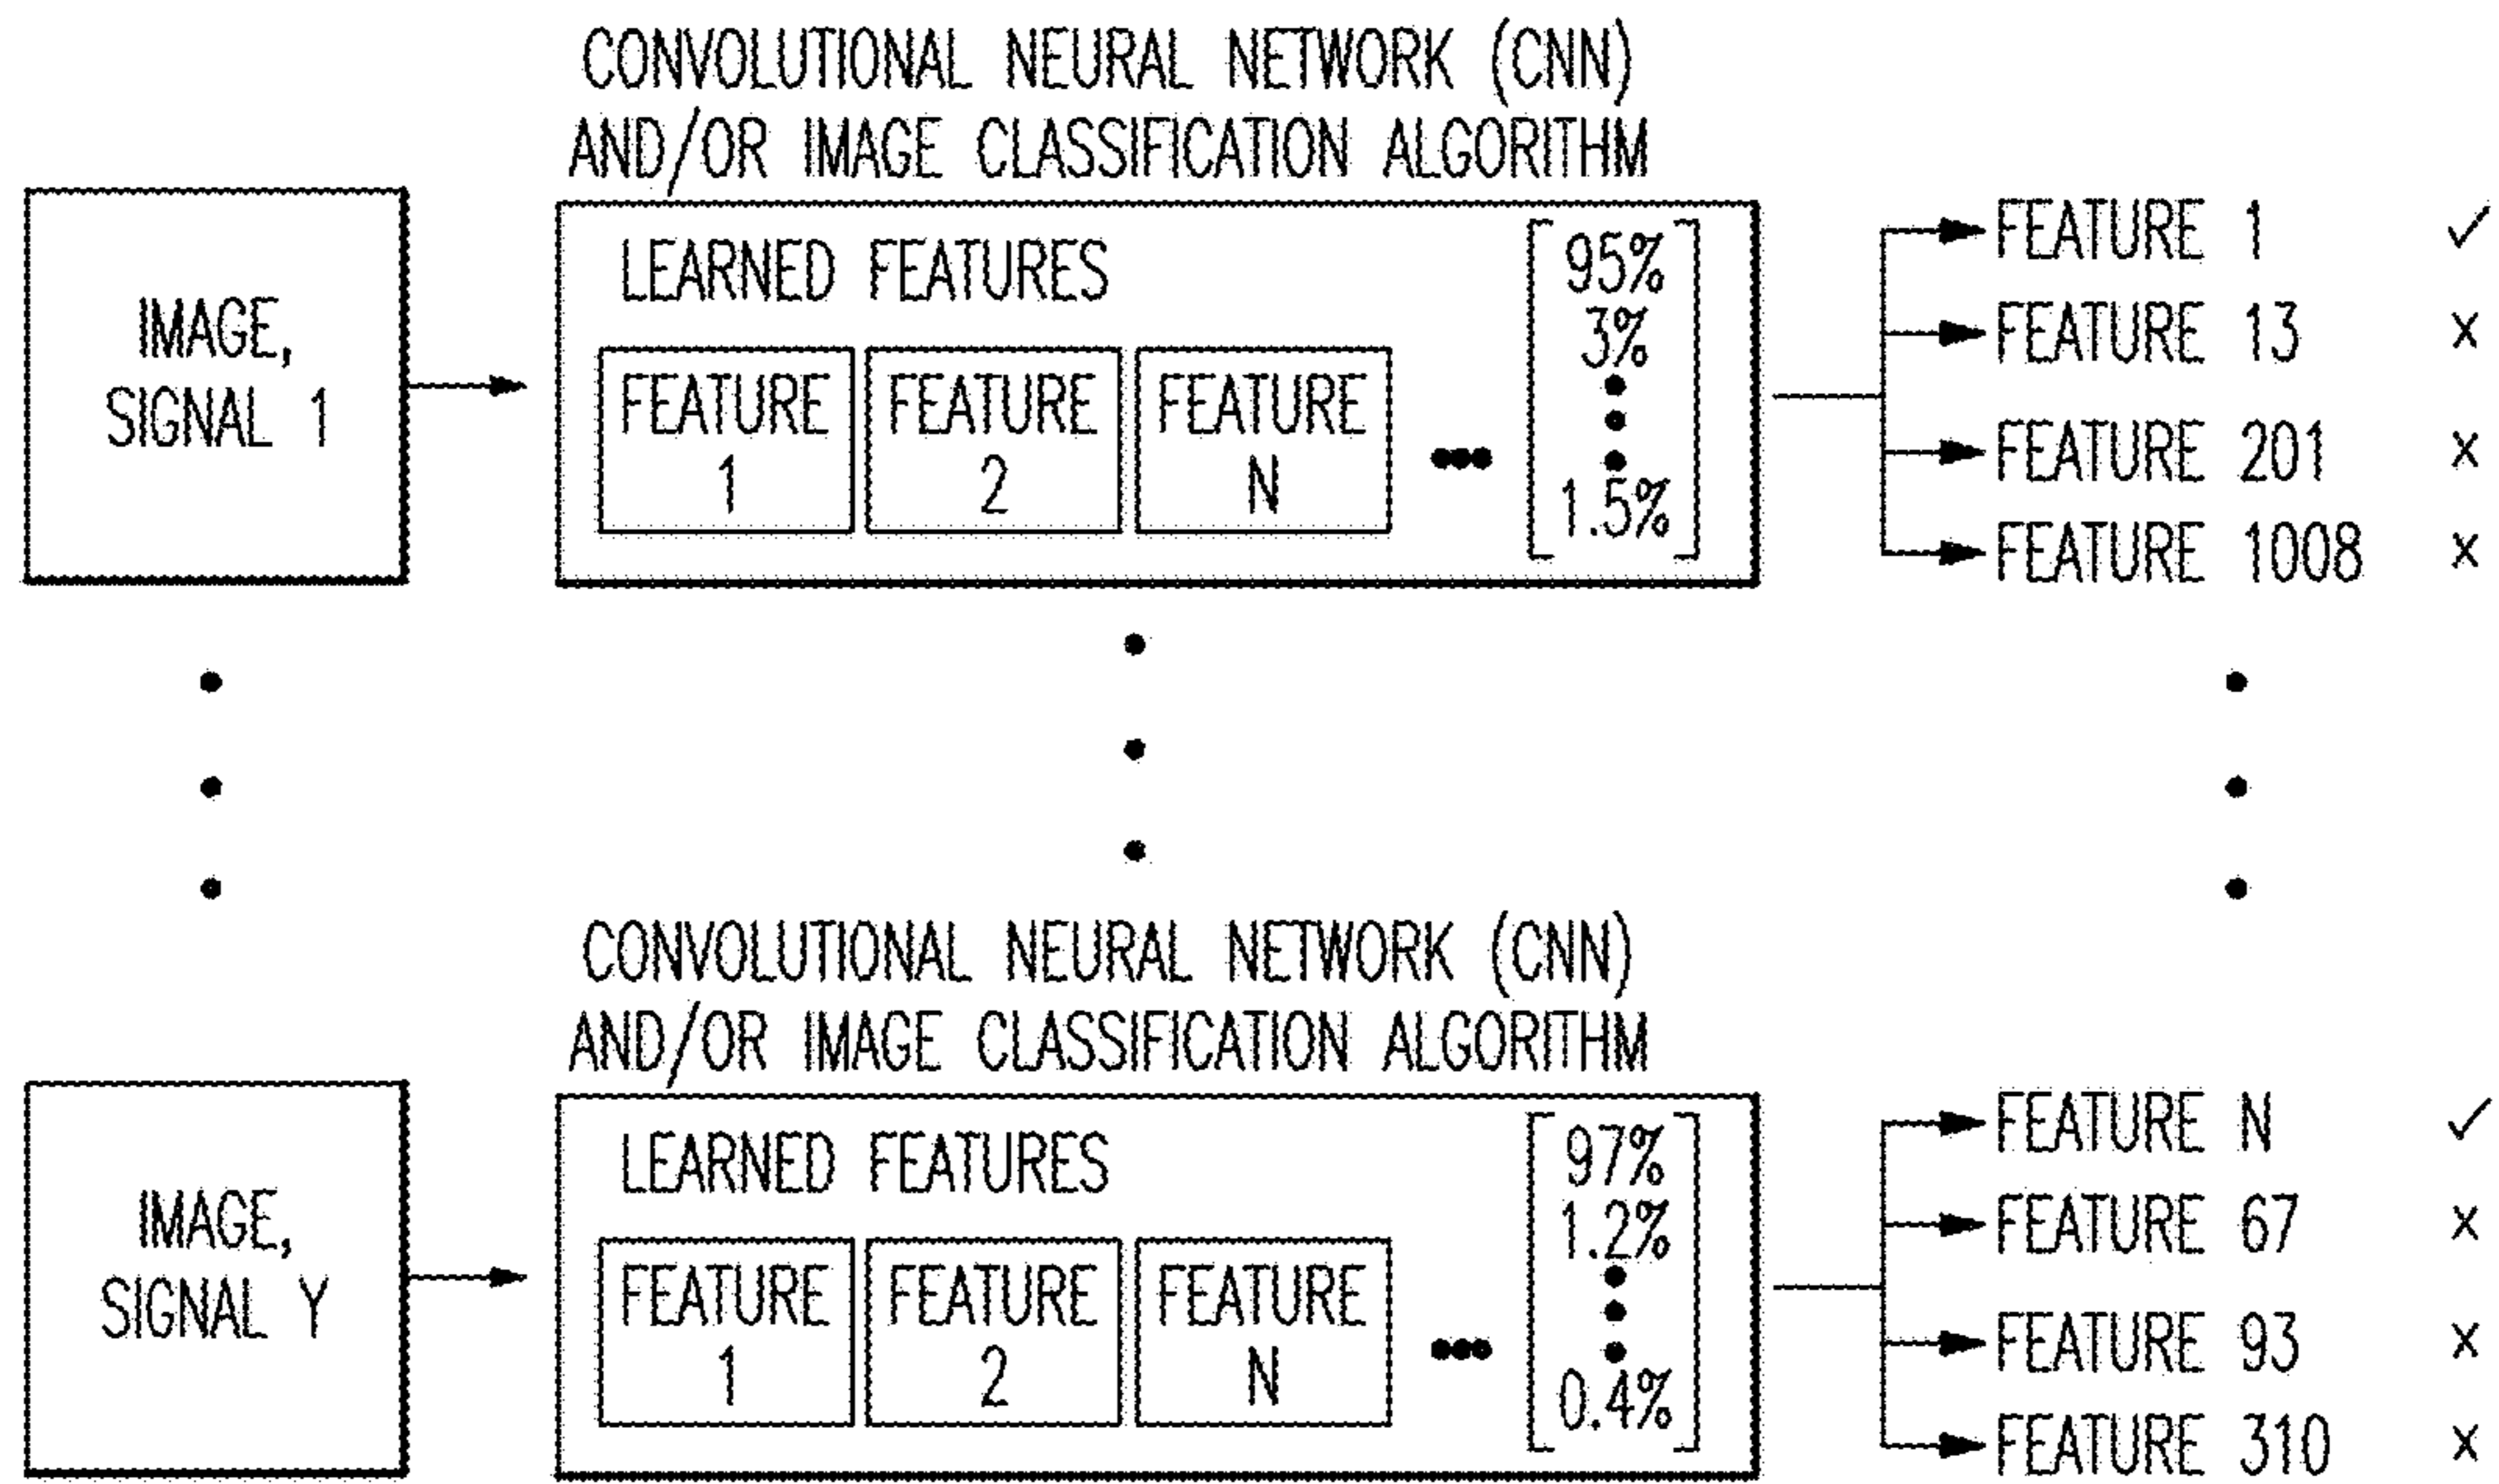 CONVOLUTIONAL NEURAL NETWORK (CNN)
AND/OR IMAGE CLASSIFICATION ALGORITHM
IMAGE,
SIGNAL 1
LEARNED FEATURES
FEATURE
1
FEATURE
2
FEATURE
N
95%
3%
1.5%
FEATURE 1 ✓
FEATURE 13 X
FEATURE 201 X
FEATURE 1008 X
CONVOLUTIONAL NEURAL NETWORK (CNN)
AND/OR IMAGE CLASSIFICATION ALGORITHM
IMAGE,
SIGNAL Y
LEARNED FEATURES
FEATURE
1
FEATURE
2
FEATURE
N
97%
1.2%
0.4%
FEATURE N ✓
FEATURE 67 X
FEATURE 93 X
FEATURE 310 X